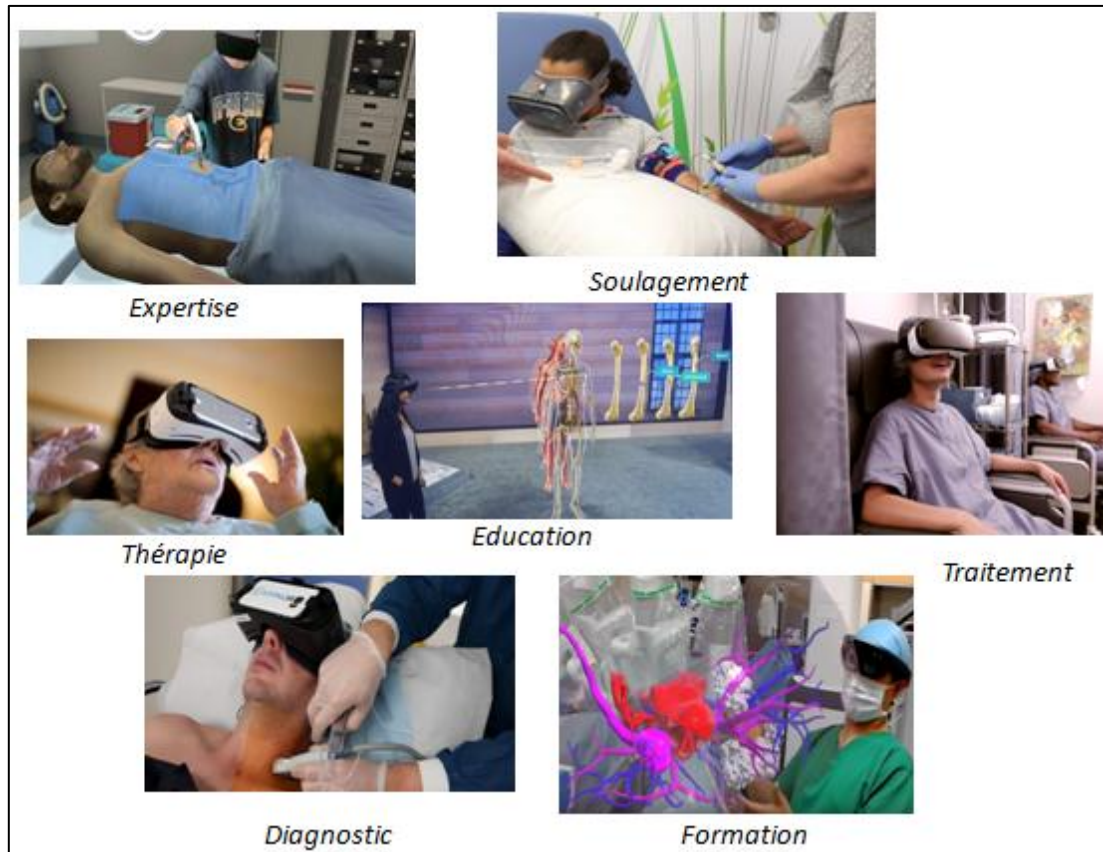 Expertise
Soulagement
Thérapie
Education
Traitement
Diagnostic
Formation